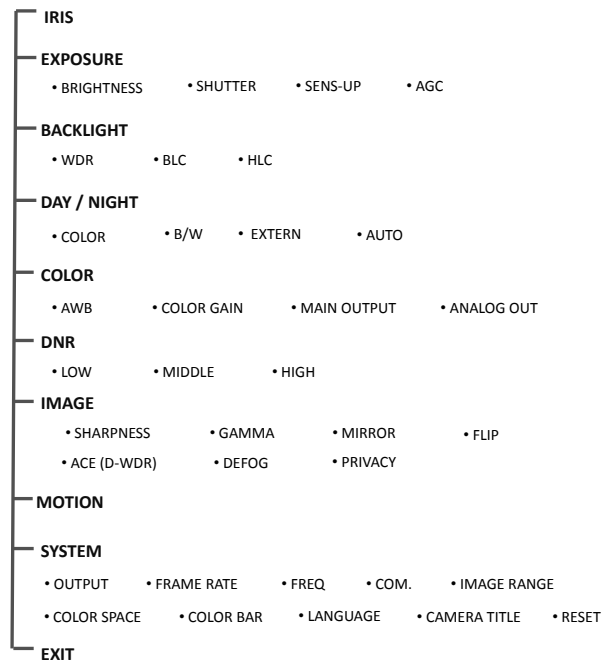 IRIS
EXPOSURE
• BRIGHTNESS • SHUTTER • SENS-UP • AGC
BACKLIGHT
• WDR • BLC • HLC
DAY / NIGHT
• COLOR • B/W • EXTERN • AUTO
COLOR
• AWB • COLOR GAIN • MAIN OUTPUT • ANALOG OUT
DNR
• LOW • MIDDLE • HIGH
IMAGE
• SHARPNESS • GAMMA • MIRROR • FLIP
• ACE (D-WDR) • DEFOG • PRIVACY
MOTION
SYSTEM
• OUTPUT • FRAME RATE • FREQ • COM. • IMAGE RANGE
• COLOR SPACE • COLOR BAR • LANGUAGE • CAMERA TITLE • RESET
EXIT